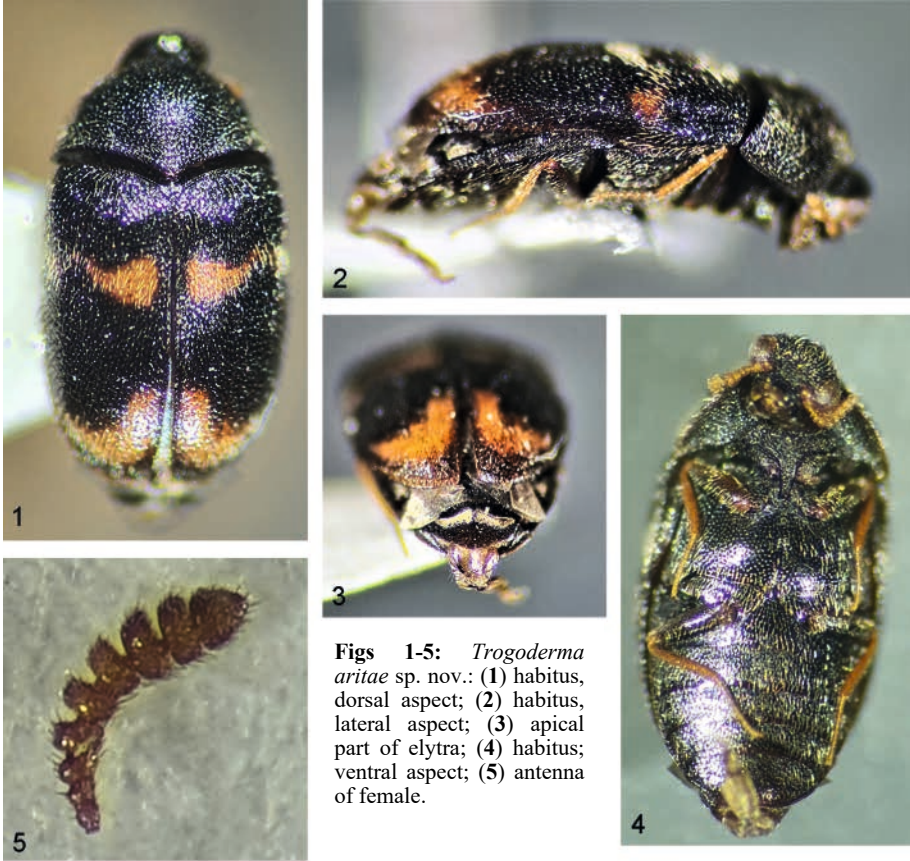 1
2
3
4
5
Figs 1-5: Trogoderma
aritae sp. nov.: (1) habitus,
dorsal aspect; (2) habitus,
lateral aspect; (3) apical
part of elytra; (4) habitus;
ventral aspect; (5) antenna
of female.